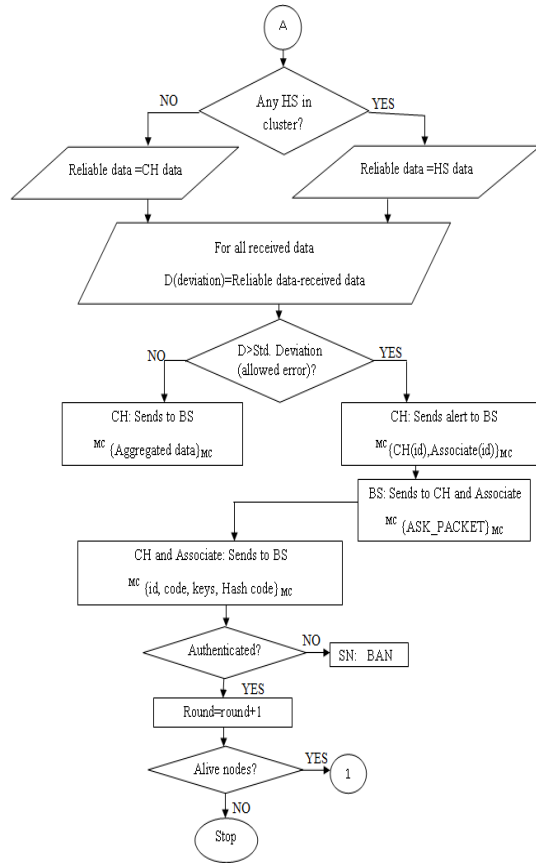 A
Any HS in
cluster?
NO
YES
Reliable data =CH data
Reliable data =HS data
For all received data
D(deviation)=Reliable data-received data
D>Std. Deviation
(allowed error)?
NO
YES
CH: Sends to BS
MC {Aggregated data}MC
CH: Sends alert to BS
MC{CH(id),Associate(id)}MC
BS: Sends to CH and Associate
MC {ASK_PACKET}MC
CH and Associate: Sends to BS
MC {id, code, keys, Hash code}MC
Authenticated?
NO
SN: BAN
YES
Round=round+1
Alive nodes?
YES
1
NO
Stop